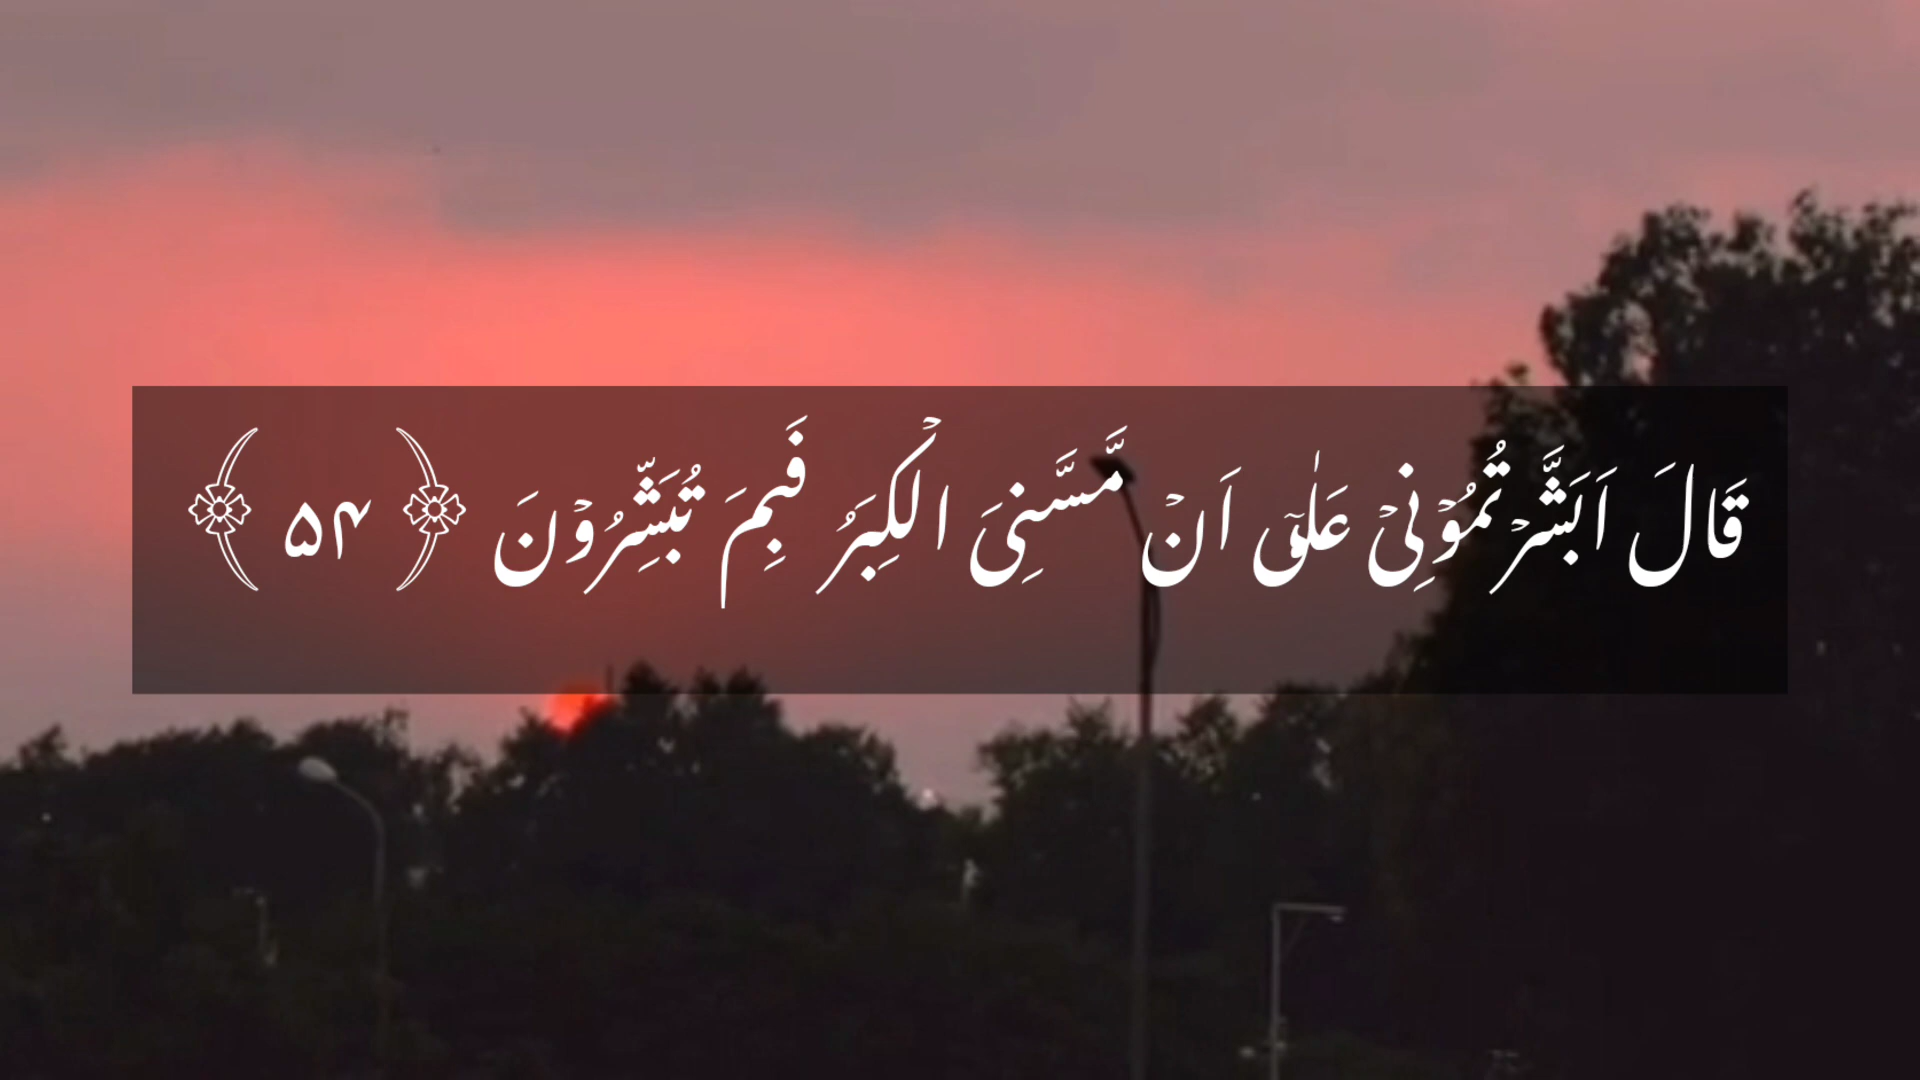 قَالَ اَبَشَّرۡتُمُوۡنِىۡ عَلٰٓى اَنۡ مَّسَّنِىَ الۡكِبَرُ فَبِمَ تُبَشِّرُوۡنَ ﴿۵۴﴾